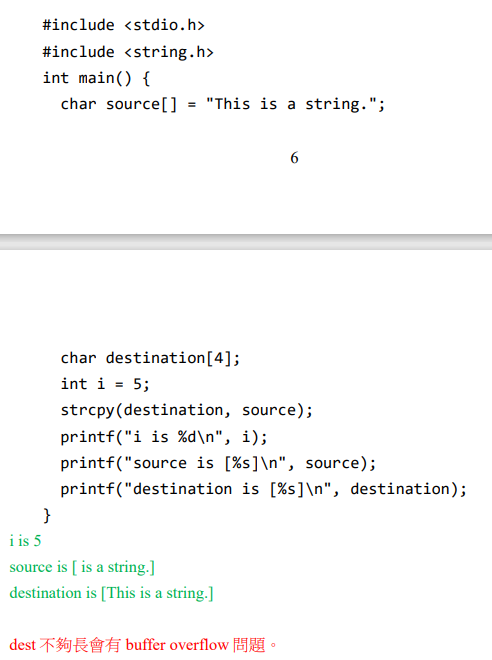 #include <stdio.h>
#include <string.h>
int main() {
char source[] = "This is a string.";
6
char destination[4];
int i = 5;
strcpy(destination, source);
printf("i is %d\n", i);
printf("source is [%s]\n", source);
printf("destination is [%s]\n", destination);
}
i is 5
source is [ is a string.]
destination is [This is a string.]
dest 不夠長會有 buffer overflow 問題。